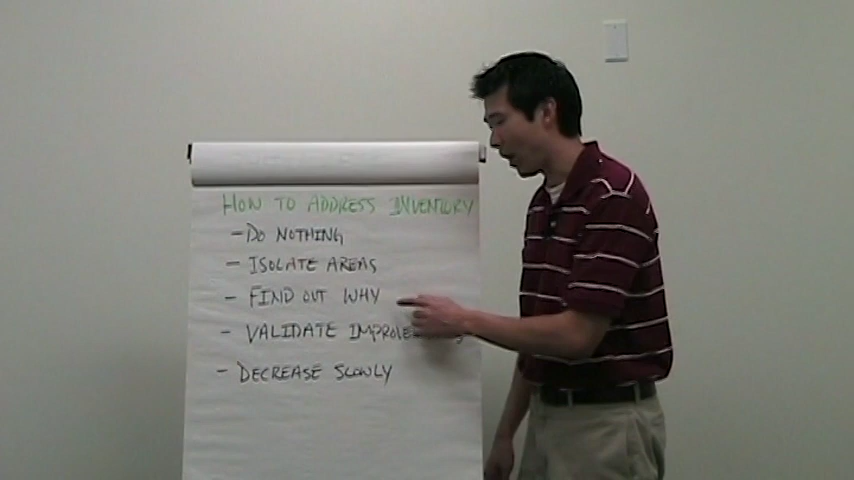 HOW TO ADDRESS INVENTORY
- DO NOTHING
- ISOLATE AREAS
- FIND OUT WHY
- VALIDATE
- DECREASE SLOWLY